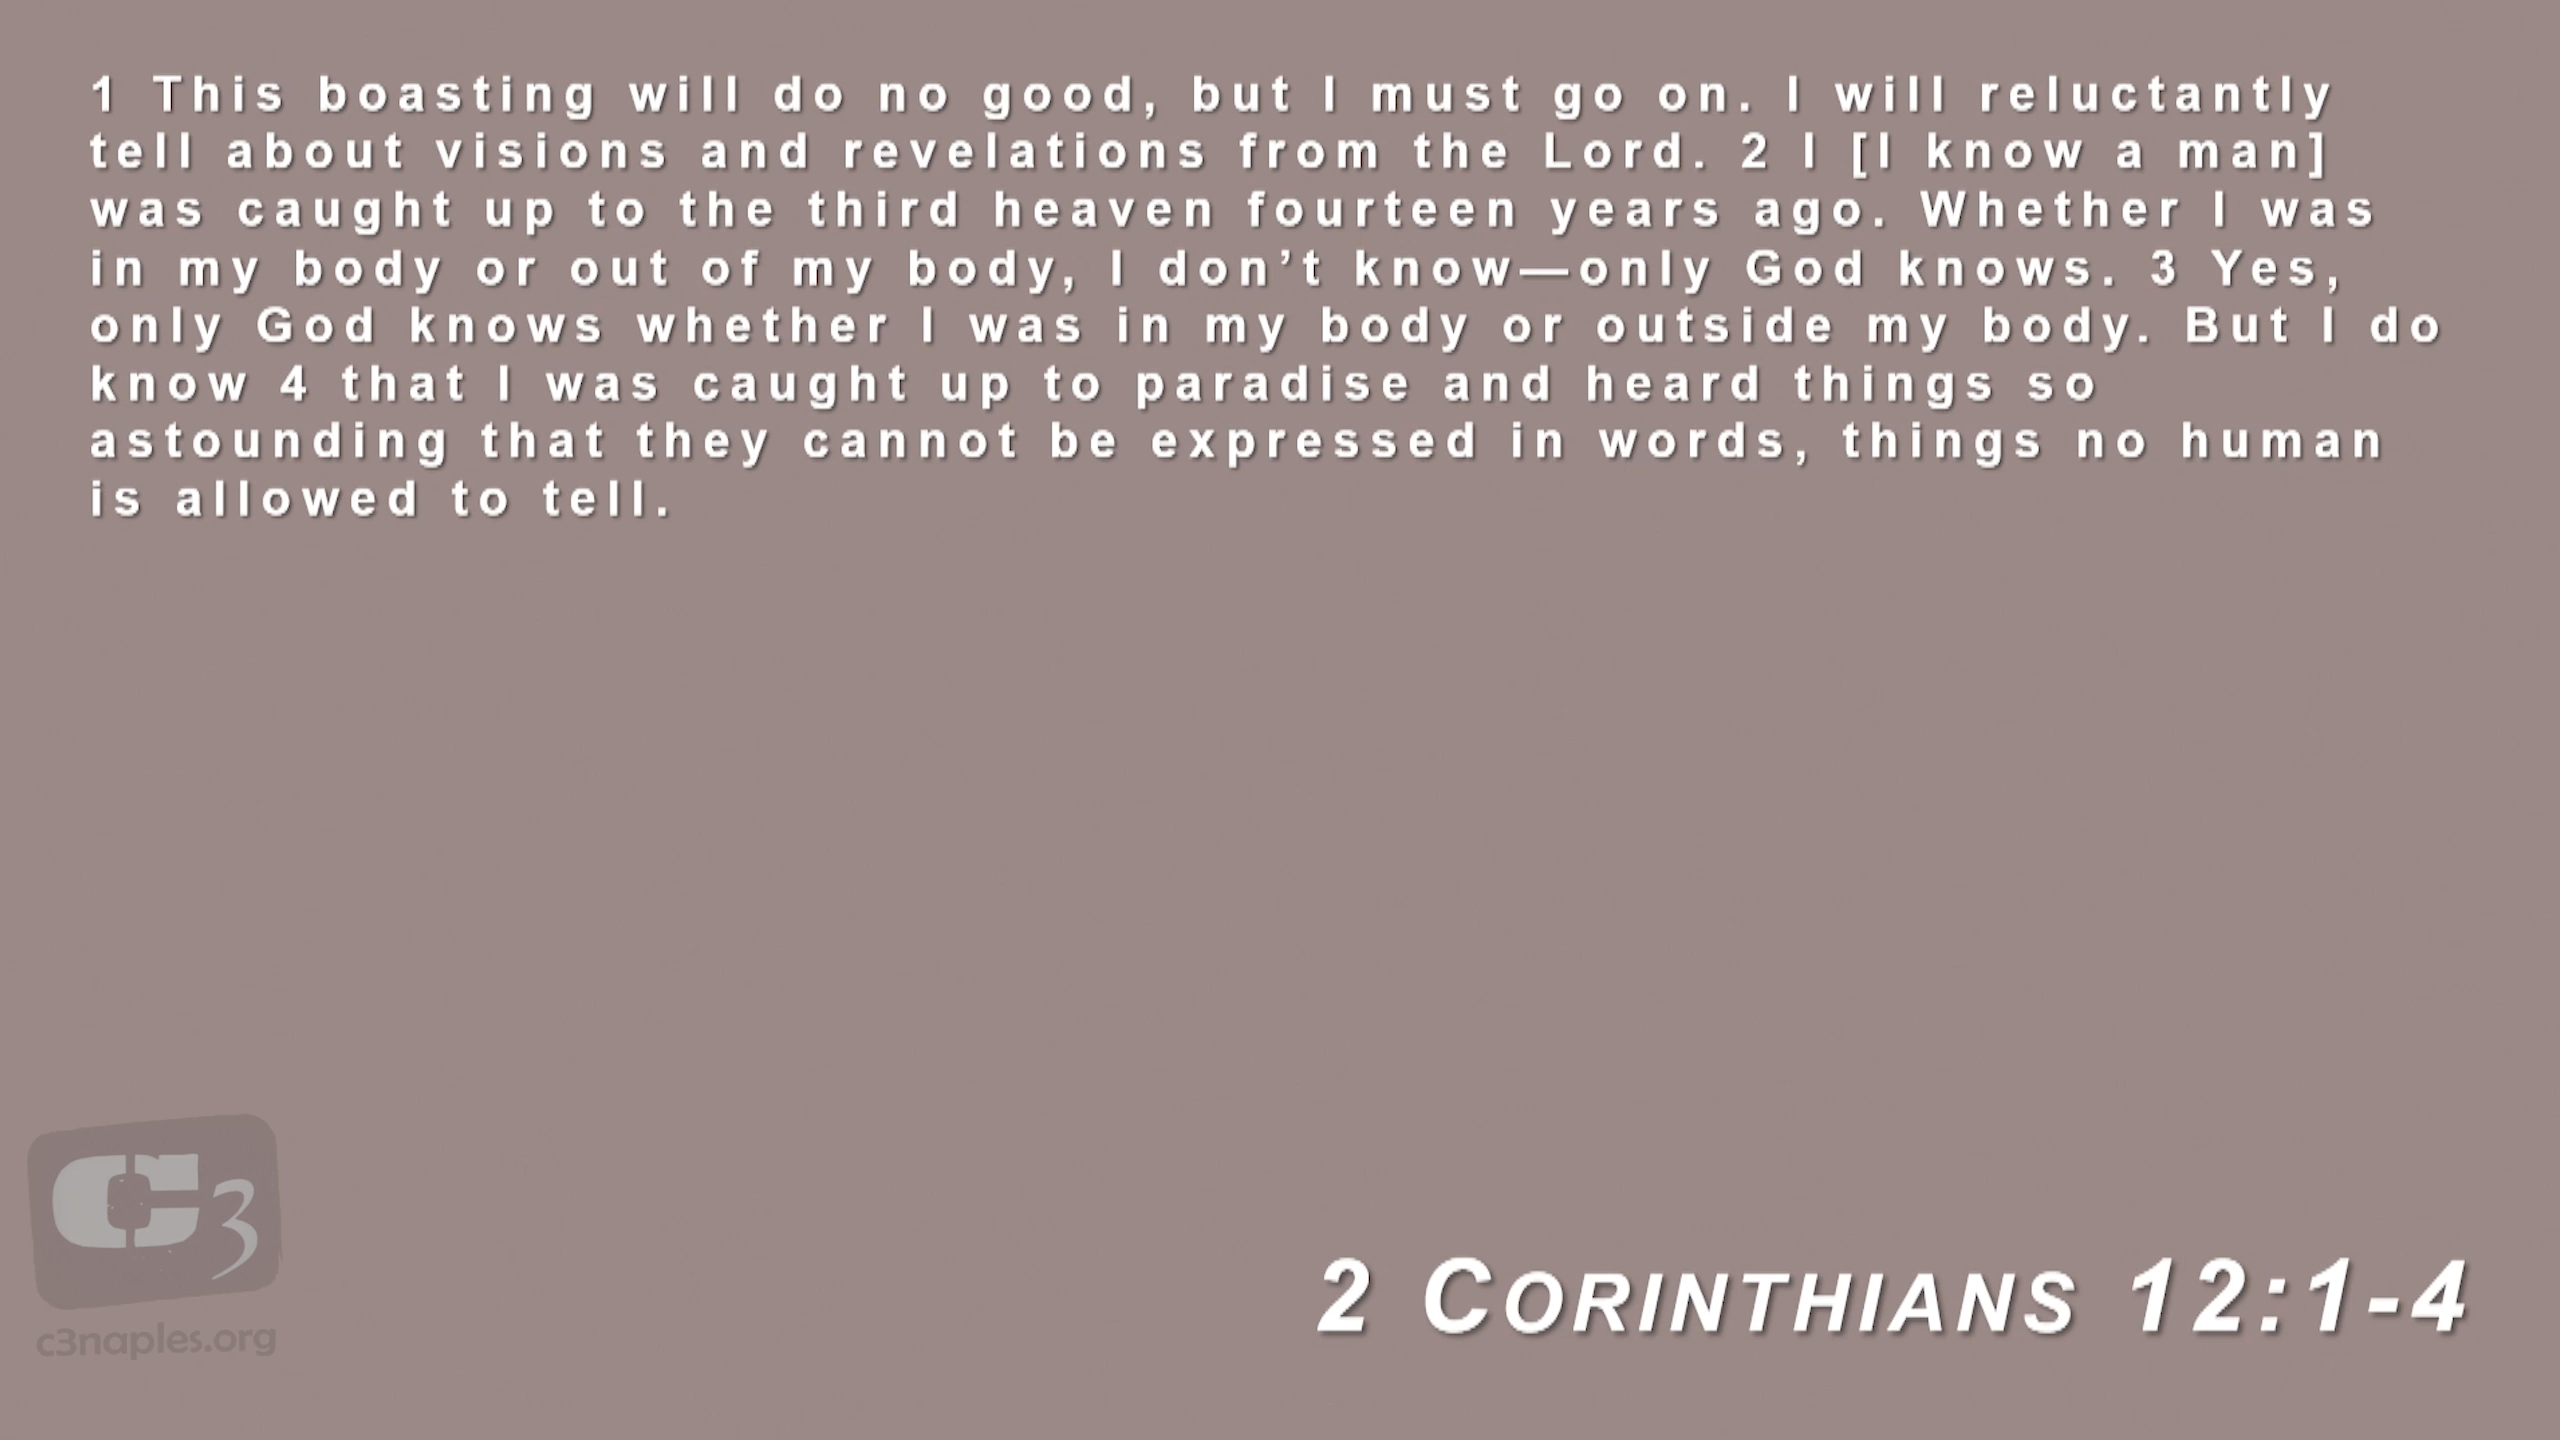 1 This boasting will do no good, but I must go on. I will reluctantly
tell about visions and revelations from the Lord. 2 I [I know a man]
was caught up to the third heaven fourteen years ago. Whether I was
in my body or out of my body, I don’t know—only God knows. 3 Yes,
only God knows whether I was in my body or outside my body. But I do
know 4 that I was caught up to paradise and heard things so
astounding that they cannot be expressed in words, things no human
is allowed to tell.
C3
c3naples.org
2 CORINTHIANS 12:1-4